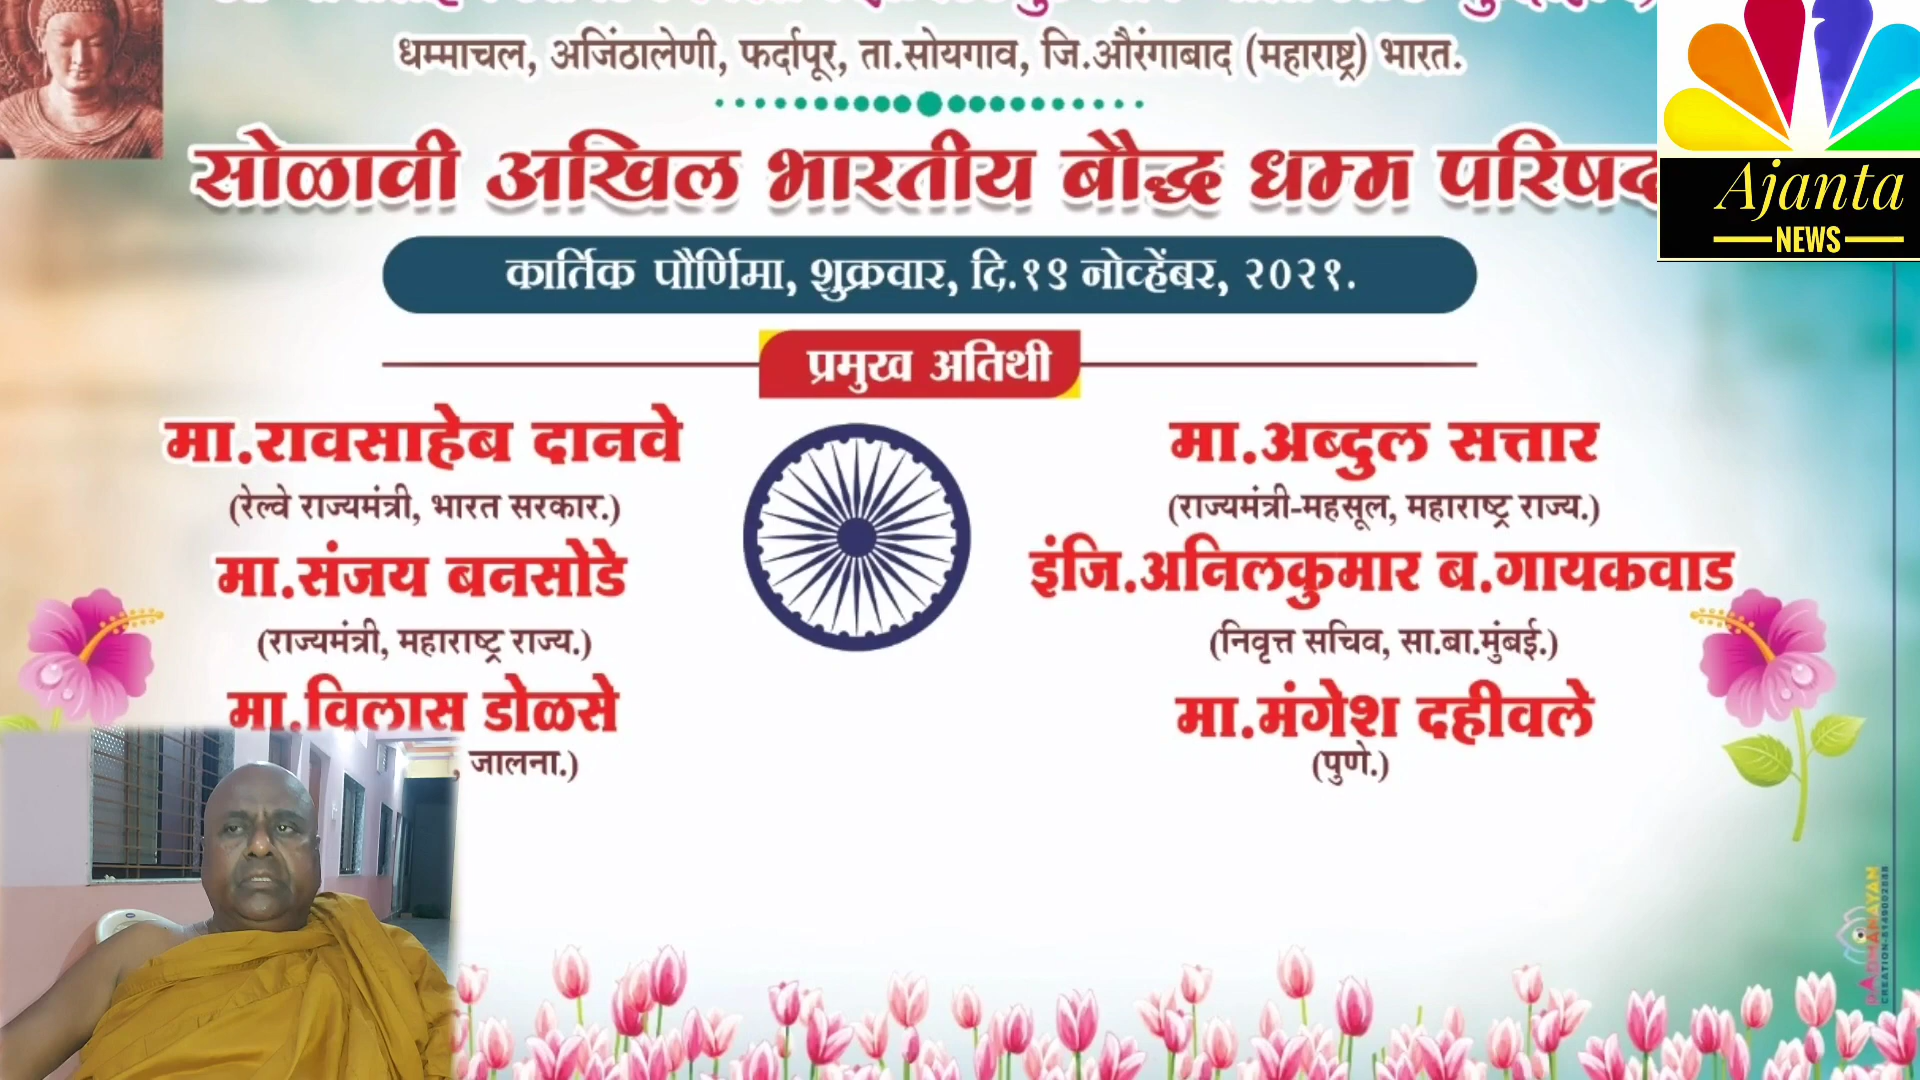 धम्माचल, अजिंठालेणी, फर्दापूर, ता.सोयगाव, जि.औरंगाबाद (महाराष्ट्र) भारत.
सोळावी अखिल भारतीय बौद्ध धम्म परिषद
Ajanta
NEWS
कार्तिक पौर्णिमा, शुक्रवार, दि.१९ नोव्हेंबर, २०२१.
प्रमुख अतिथी
मा.रावसाहेब दानवे
(रेल्वे राज्यमंत्री, भारत सरकार.)
मा.संजय बनसोडे
(राज्यमंत्री, महाराष्ट्र राज्य.)
मा.विलास डोळसे
, जालना.)
मा.अब्दुल सत्तार
(राज्यमंत्री-महसूल, महाराष्ट्र राज्य.)
इंजि.अनिलकुमार ब.गायकवाड
(निवृत्त सचिव, सा.बा.मुंबई.)
मा.मंगेश दहीवले
(पुणे.)